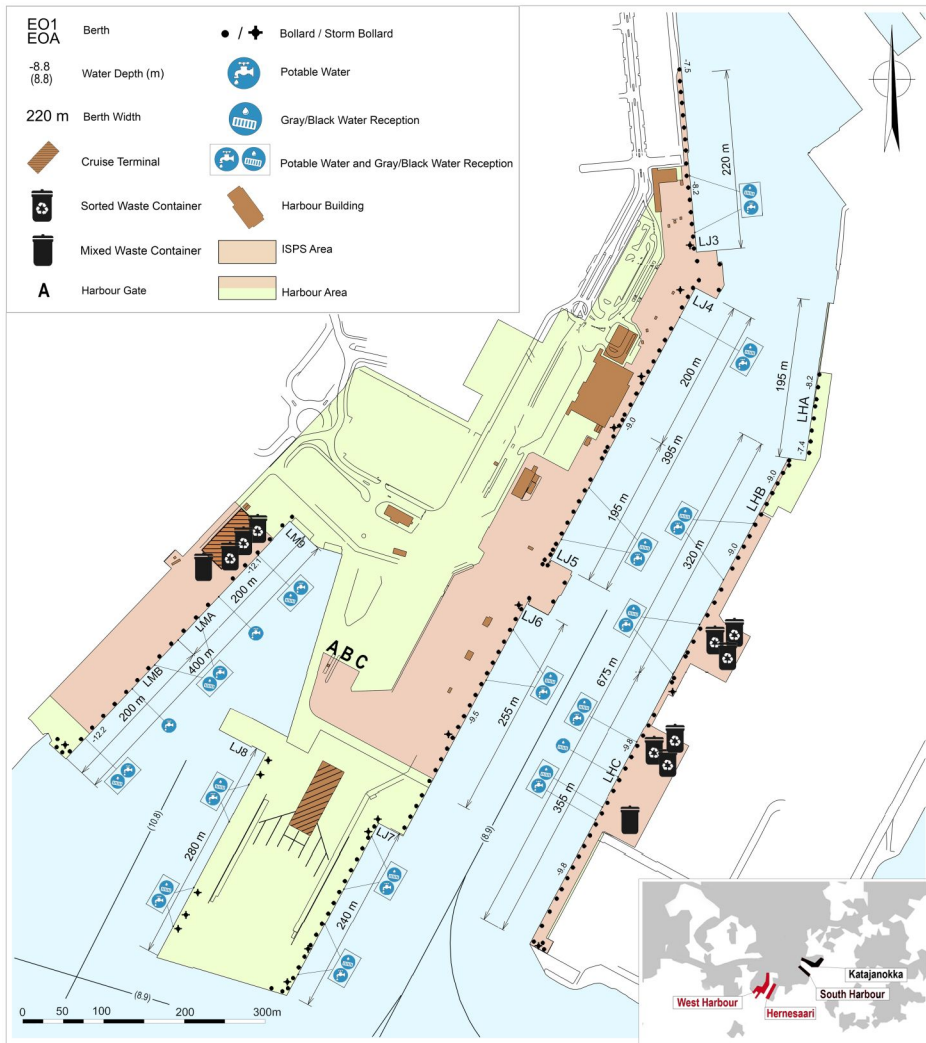 EO1
EOA
Berth
-8.8
(8.8)
Water Depth (m)
220 m
Berth Width
Cruise Terminal
Sorted Waste Container
Mixed Waste Container
A
Harbour Gate
/
Bollard / Storm Bollard
Potable Water
Gray/Black Water Reception
Potable Water and Gray/Black Water Reception
Harbour Building
ISPS Area
Harbour Area
-7.5
220 m
-8.2
LJ3
LJ4
200 m
395 m
195 m
-9.0
LJ5
195 m
-8.2
LHA
-7.4
-9.0
LHB
-9.0
320 m
LM9
-12.1
200 m
LMA
400 m
LMB
200 m
-12.2
A B C
LJ6
255 m
-9.5
675 m
-9.8
LHC
355 m
-9.8
(8.9)
LJ8
280 m
(10.8)
(8.9)
LJ7
240 m
0 50 100 200 300m
Katajanokka
South Harbour
West Harbour
Hernesaari